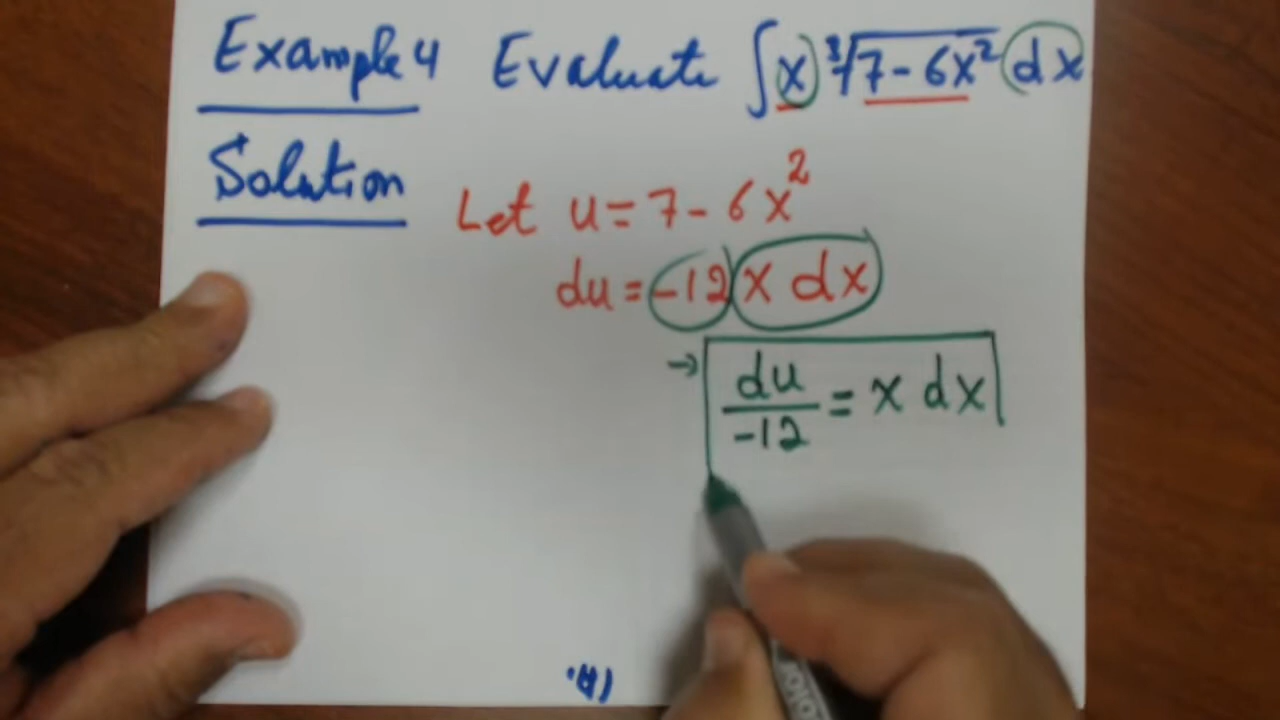 Example 4 Evaluate ∫ x ∛(7 - 6x²) dx
Solution
Let u = 7 - 6x²
du = -12 x dx
→ du/-12 = x dx